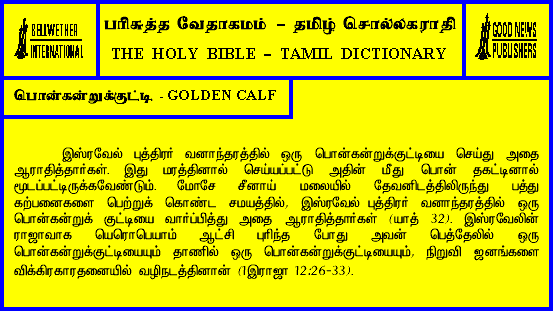 BELLWETHER
INTERNATIONAL
பரிசுத்த வேதாகமம் – தமிழ் சொல்லகராதி
THE HOLY BIBLE – TAMIL DICTIONARY
GOOD NEWS
PUBLISHERS
பொன்கன்றுக்குட்டி - GOLDEN CALF
இஸ்ரவேல் புத்திரர் வனாந்தரத்தில் ஒரு பொன்கன்றுக்குட்டியை செய்து அதை
ஆராதித்தார்கள். இது மரத்தினால் செய்யப்பட்டு அதின் மீது பொன் தகட்டினால்
மூடப்பட்டிருக்கவேண்டும். மோசே சீனாய் மலையில் தேவனிடத்திலிருந்து பத்து
கற்பனைகளை பெற்றுக் கொண்ட சமயத்தில், இஸ்ரவேல் புத்திரர் வனாந்தரத்தில் ஒரு
பொன்கன்றுக் குட்டியை வார்ப்பித்து அதை ஆராதித்தார்கள் (யாத் 32). இஸ்ரவேலின்
ராஜாவாக யெரொபெயாம் ஆட்சி புரிந்த போது அவன் பெத்தேலில் ஒரு
பொன்கன்றுக்குட்டியையும் தாணில் ஒரு பொன்கன்றுக்குட்டியையும், நிறுவி ஜனங்களை
விக்கிரகாரதனையில் வழிநடத்தினான் (1இராஜா 12:26-33).